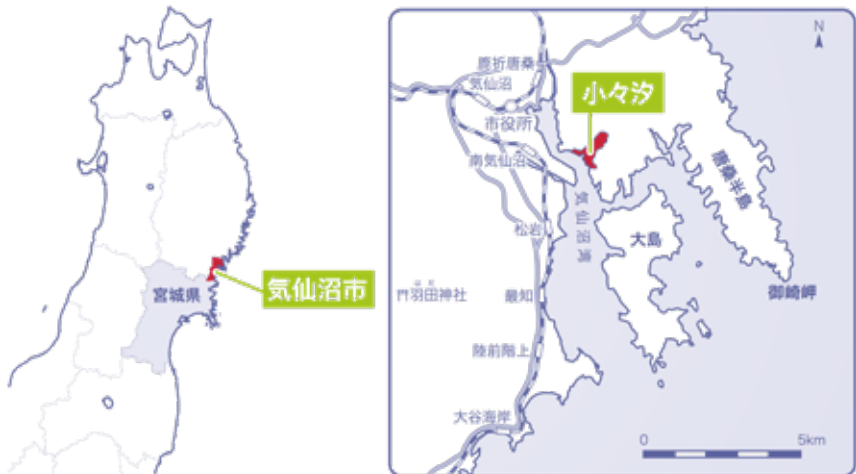 宮城県
気仙沼市
N
鹿折唐桑
気仙沼
小々汐
市役所
南気仙沼
唐桑半島
気仙沼湾
松岩
大島
羽田神社
最知
御崎岬
陸前階上
大谷海岸
0
5km